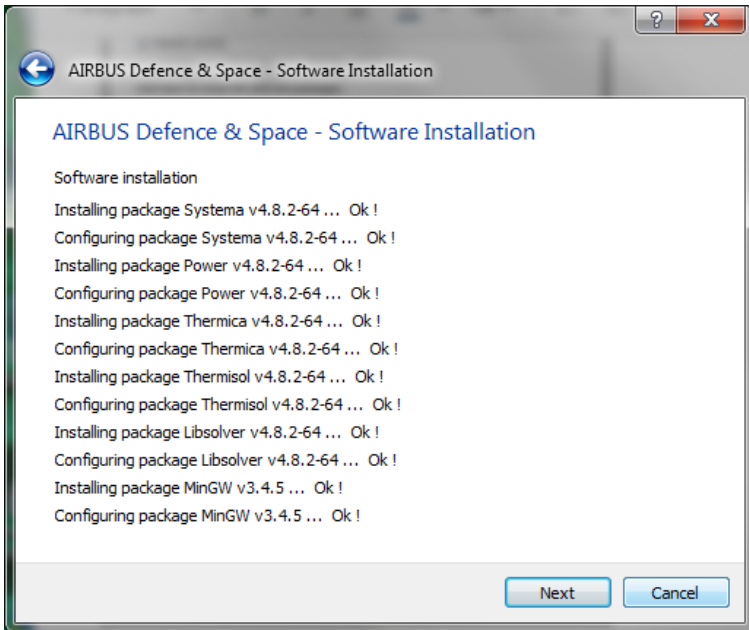 AIRBUS Defence & Space - Software Installation
AIRBUS Defence & Space - Software Installation
Software installation
Installing package Systema v4.8.2-64 ... Ok !
Configuring package Systema v4.8.2-64 ... Ok !
Installing package Power v4.8.2-64 ... Ok !
Configuring package Power v4.8.2-64 ... Ok !
Installing package Thermica v4.8.2-64 ... Ok !
Configuring package Thermica v4.8.2-64 ... Ok !
Installing package Thermisol v4.8.2-64 ... Ok !
Configuring package Thermisol v4.8.2-64 ... Ok !
Installing package Libsolver v4.8.2-64 ... Ok !
Configuring package Libsolver v4.8.2-64 ... Ok !
Installing package MinGW v3.4.5 ... Ok !
Configuring package MinGW v3.4.5 ... Ok !
Next Cancel